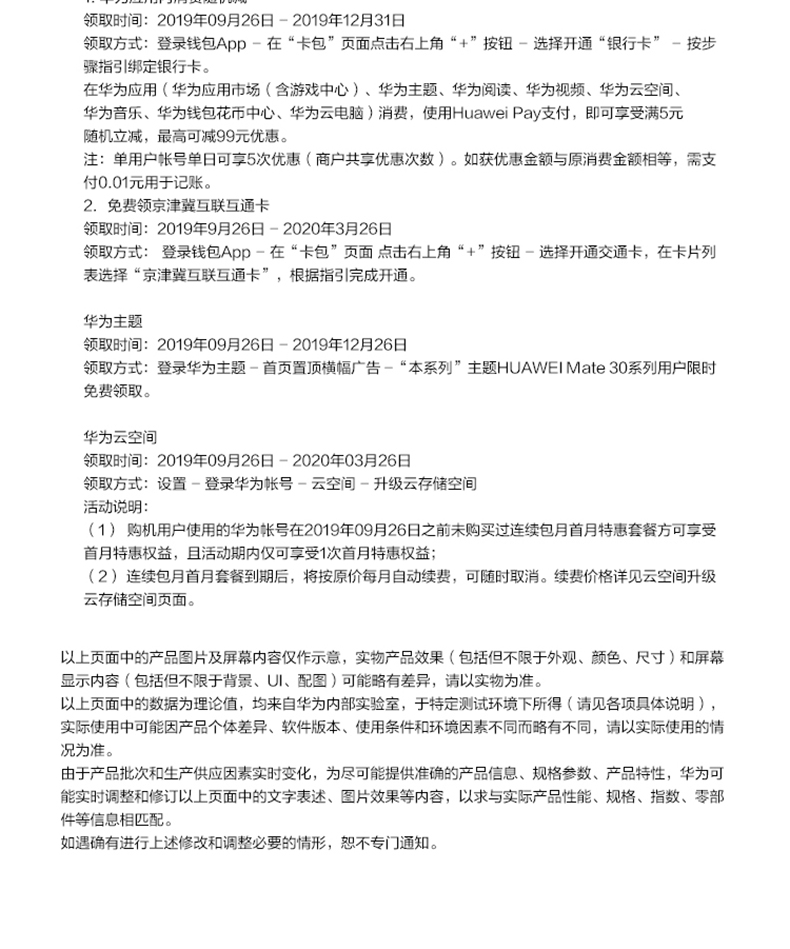 1. 华为应用内消费随机减
领取时间：2019年09月26日 – 2019年12月31日
领取方式：登录钱包App – 在“卡包”页面点击右上角“+”按钮 – 选择开通“银行卡” – 按步
骤指引绑定银行卡。
在华为应用（华为应用市场（含游戏中心）、华为主题、华为阅读、华为视频、华为云空间、
华为音乐、华为钱包花币中心、华为云电脑）消费，使用Huawei Pay支付，即可享受满5元
随机立减，最高可减99元优惠。
注：单用户帐号单日可享5次优惠（商户共享优惠次数）。如获优惠金额与原消费金额相等，需支
付0.01元用于记账。
2. 免费领京津冀互联互通卡
领取时间：2019年9月26日 – 2020年3月26日
领取方式： 登录钱包App – 在“卡包”页面 点击右上角“+”按钮 – 选择开通交通卡，在卡片列
表选择“京津冀互联互通卡”，根据指引完成开通。
华为主题
领取时间：2019年09月26日 – 2019年12月26日
领取方式：登录华为主题 – 首页置顶横幅广告 –“本系列”主题HUAWEI Mate 30系列用户限时
免费领取。
华为云空间
领取时间：2019年09月26日 – 2020年03月26日
领取方式：设置 – 登录华为帐号 – 云空间 – 升级云存储空间
活动说明：
（1） 购机用户使用的华为帐号在2019年09月26日之前未购买过连续包月首月特惠套餐方可享受
首月特惠权益，且活动期内仅可享受1次首月特惠权益；
（2）连续包月首月套餐到期后，将按原价每月自动续费，可随时取消。续费价格详见云空间升级
云存储空间页面。
以上页面中的产品图片及屏幕内容仅作示意，实物产品效果（包括但不限于外观、颜色、尺寸）和屏幕
显示内容（包括但不限于背景、UI、配图）可能略有差异，请以实物为准。
以上页面中的数据为理论值，均来自华为内部实验室，于特定测试环境下所得（请见各项具体说明），
实际使用中可能因产品个体差异、软件版本、使用条件和环境因素不同而略有不同，请以实际使用的情
况为准。
由于产品批次和生产供应因素实时变化，为尽可能提供准确的产品信息、规格参数、产品特性，华为可
能实时调整和修订以上页面中的文字表述、图片效果等内容，以求与实际产品性能、规格、指数、零部
件等信息相匹配。
如遇确有进行上述修改和调整必要的情形，恕不专门通知。